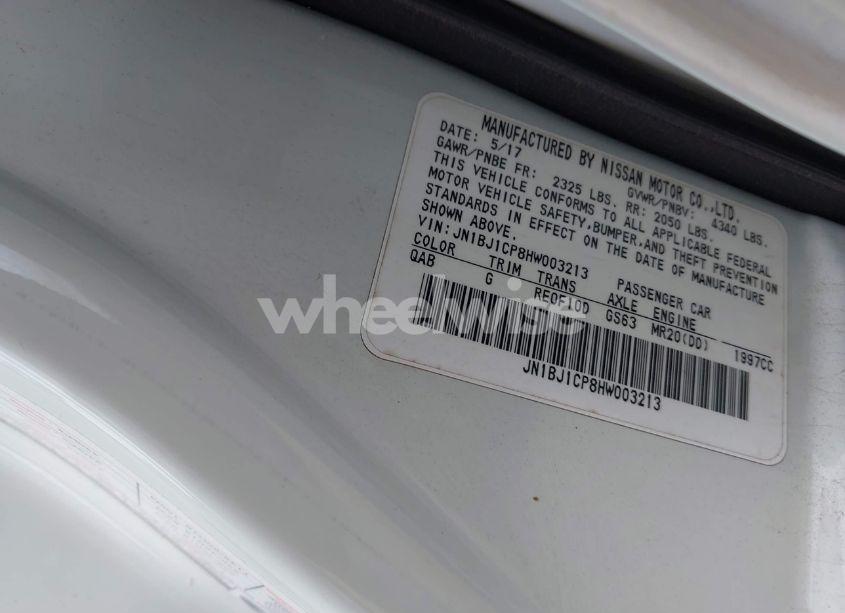 MANUFACTURED BY NISSAN MOTOR CO.,LTD.
DATE: 5/17 GVWR/PNBV: 4340 LBS.
GAWR/PNBE FR: 2325 LBS. RR: 2050 LBS.
THIS VEHICLE CONFORMS TO ALL APPLICABLE FEDERAL
MOTOR VEHICLE SAFETY,BUMPER,AND THEFT PREVENTION
STANDARDS IN EFFECT ON THE DATE OF MANUFACTURE
SHOWN ABOVE.
VIN:JN1BJ1CP8HW003213 PASSENGER CAR
COLOR TRIM TRANS AXLE ENGINE
QAB G RE0F10D GS63 MR20(DD) 1997CC
JN1BJ1CP8HW003213
wheelwise